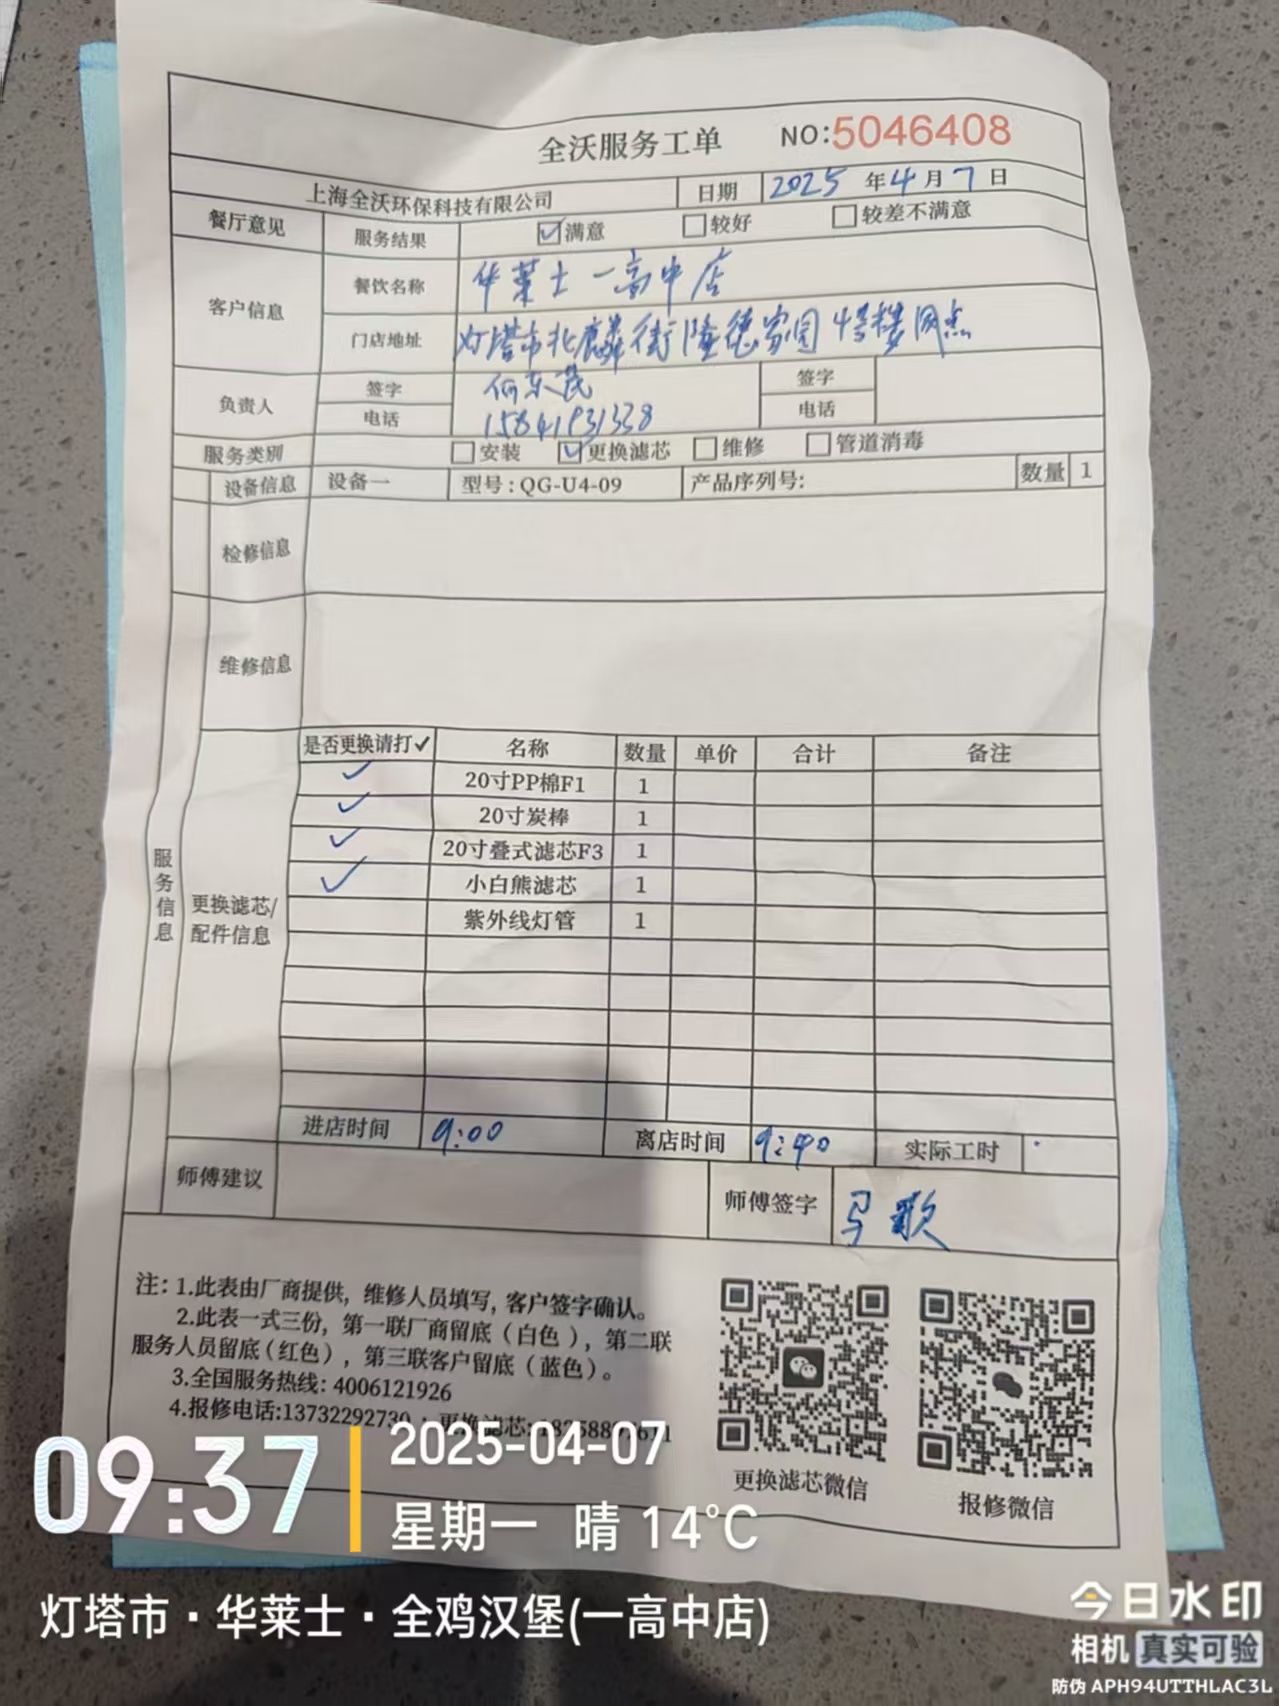 全沃服务工单 NO:5046408
上海全沃环保科技有限公司 日期 2025 年 4 月 7 日
餐厅意见 服务结果 ☑满意 □较好 □较差不满意
客户信息 餐饮名称 华莱士一高中店
门店地址 灯塔市北麟街隆德家园4号楼网点
负责人 签字 何东民 签字
电话 电话
服务类别 □安装 ☑更换滤芯 □维修 □管道消毒
设备信息 设备一 型号:QG-U4-09 产品序列号: 数量 1
检修信息
维修信息
服务信息
更换滤芯/
配件信息
是否更换请打✓ 名称 数量 单价 合计 备注
✓ 20寸PP棉F1 1
✓ 20寸炭棒 1
✓ 20寸叠式滤芯F3 1
✓ 小白熊滤芯 1
紫外线灯管 1
进店时间 9:00 离店时间 9:40 实际工时
师傅建议 师傅签字 马歌
注: 1.此表由厂商提供, 维修人员填写, 客户签字确认。
2.此表一式三份, 第一联厂商留底 (白色), 第二联
服务人员留底 (红色), 第三联客户留底 (蓝色)。
3.全国服务热线: 4006121926
4.报修电话:13732292730 更换滤芯:
更换滤芯微信 报修微信
09:37 2025-04-07
星期一 晴 14°C
灯塔市·华莱士·全鸡汉堡(一高中店)
今日水印
相机 真实可验
防伪 APH94UTTHLAC3L